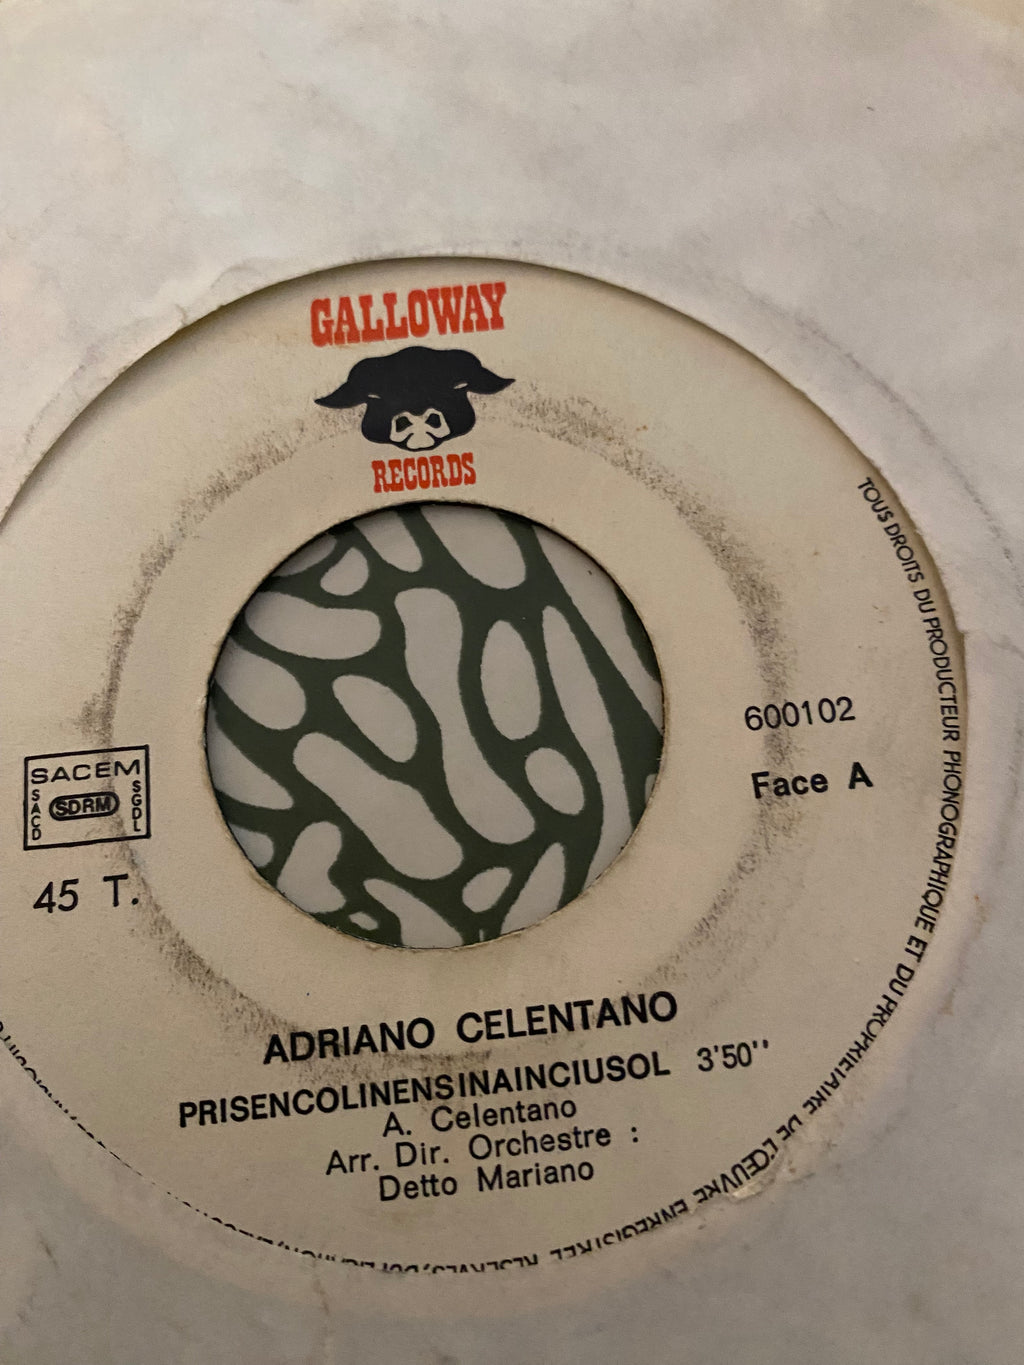 GALLOWAY
RECORDS
TOUS DROITS DU PRODUCTEUR PHONOGRAPHIQUE ET DU PROPRIETAIRE DE L'ŒUVRE ENREGISTREE RESERVES,
600102
Face A
SACEM
SACD
SDRM
SGDL
45 T.
ADRIANO CELENTANO
PRISENCOLINENSINAINCIUSOL 3'50''
A. Celentano
Arr. Dir. Orchestre :
Detto Mariano